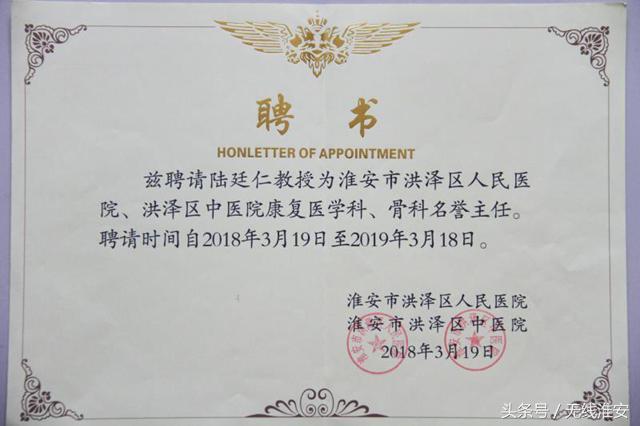 聘 书
HONLETTER OF APPOINTMENT
兹聘请陆廷仁教授为淮安市洪泽区人民医
院、洪泽区中医院康复医学科、骨科名誉主任。
聘请时间自2018年3月19日至2019年3月18日。
淮安市洪泽区人民医院
淮安市洪泽区中医院
2018年3月19日
头条号／无线淮安